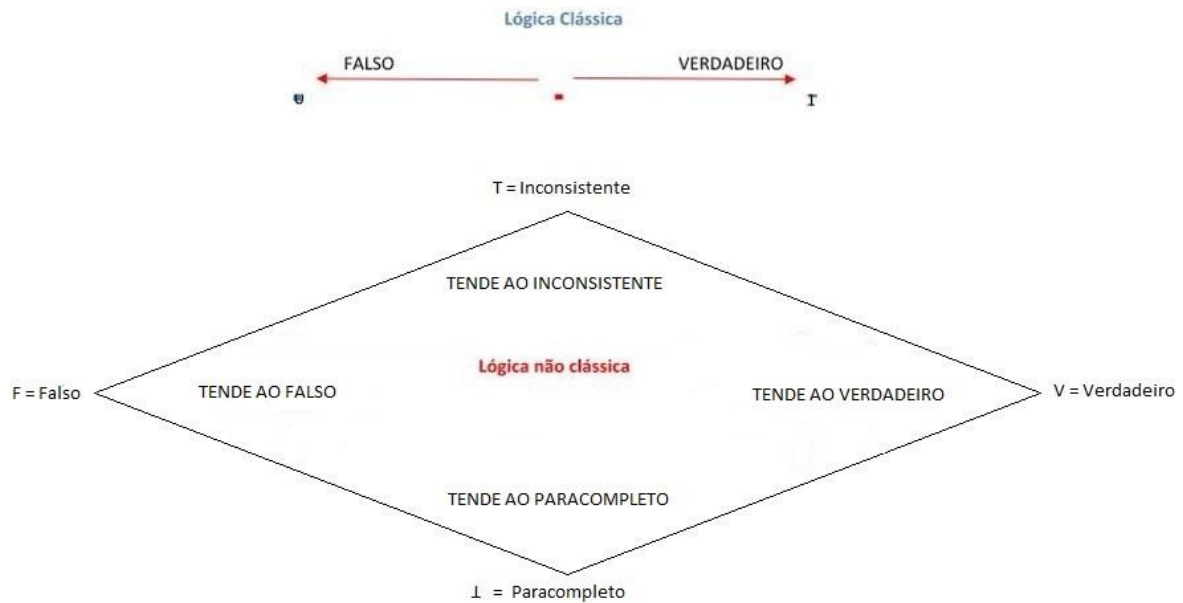 Lógica Clássica
FALSO VERDADEIRO
T = Inconsistente
TENDE AO INCONSISTENTE
Lógica não clássica
F = Falso TENDE AO FALSO TENDE AO VERDADEIRO V = Verdadeiro
TENDE AO PARACOMPLETO
⊥ = Paracompleto